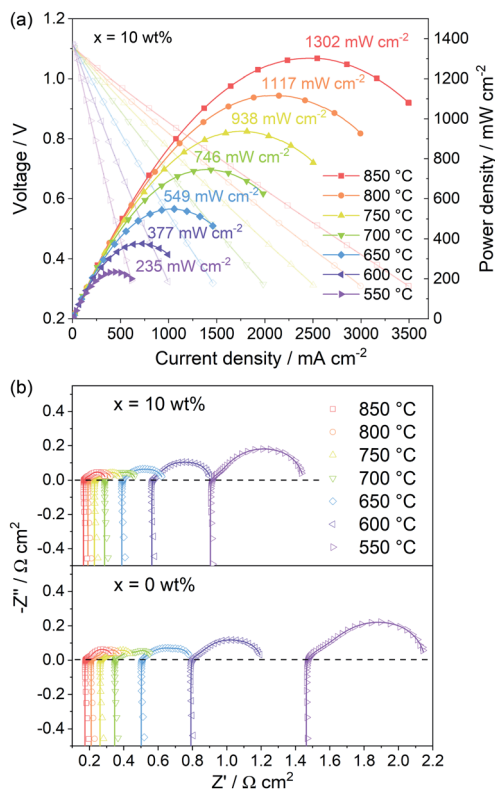 (a)
x = 10 wt%
1302 mW cm⁻²
1117 mW cm⁻²
938 mW cm⁻²
746 mW cm⁻²
549 mW cm⁻²
377 mW cm⁻²
235 mW cm⁻²
850 °C
800 °C
750 °C
700 °C
650 °C
600 °C
550 °C
Voltage / V
1.2
1.0
0.8
0.6
0.4
0.2
Power density / mW cm⁻²
1400
1200
1000
800
600
400
200
0
0 500 1000 1500 2000 2500 3000 3500
Current density / mA cm⁻²
(b)
x = 10 wt%
850 °C
800 °C
750 °C
700 °C
650 °C
600 °C
550 °C
0.4
0.2
0.0
-0.2
-0.4
-Z'' / Ω cm²
x = 0 wt%
0.4
0.2
0.0
-0.2
-0.4
0.2 0.4 0.6 0.8 1.0 1.2 1.4 1.6 1.8 2.0 2.2
Z' / Ω cm²